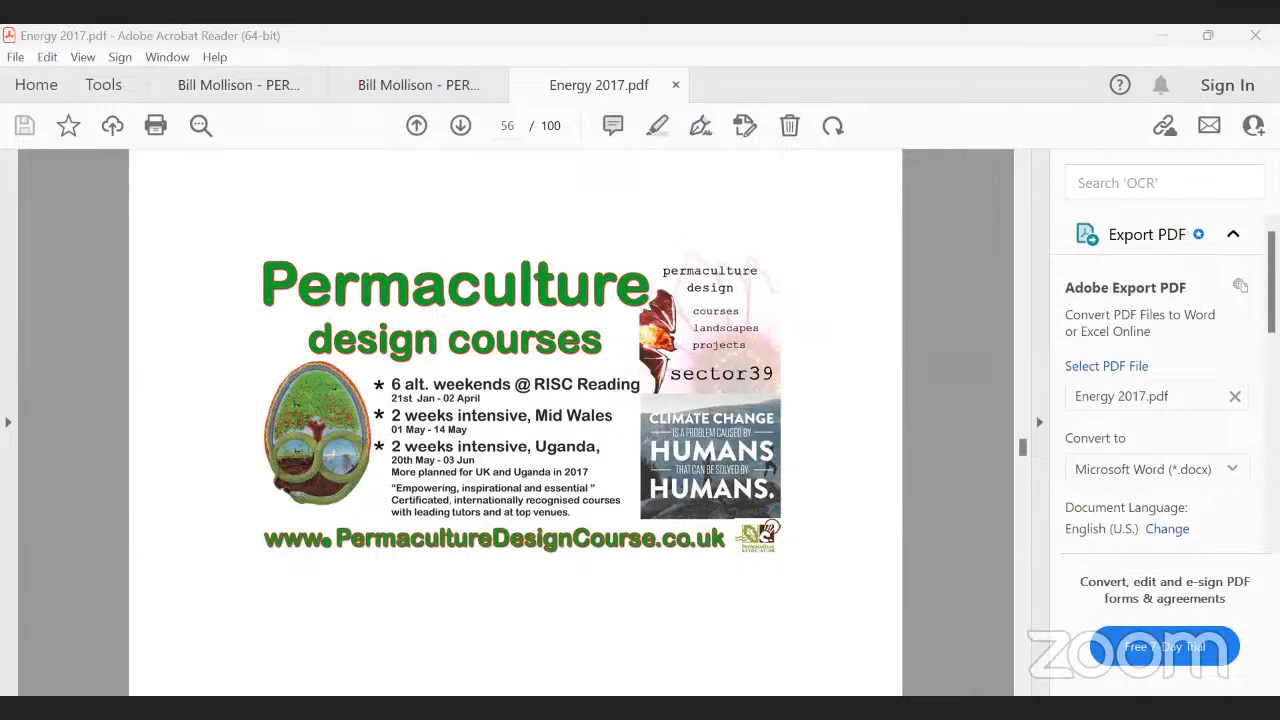 Energy 2017.pdf - Adobe Acrobat Reader (64-bit)
File Edit View Sign Window Help
Home Tools Bill Mollison - PER... Bill Mollison - PER... Energy 2017.pdf Sign In
56 / 100
Search 'OCR'
Export PDF
Adobe Export PDF
Convert PDF Files to Word
or Excel Online
Select PDF File
Energy 2017.pdf
Convert to
Microsoft Word (*.docx)
Document Language:
English (U.S.) Change
Convert, edit and e-sign PDF
forms & agreements
Free 7-Day Trial
zoom
Permaculture
design courses
* 6 alt. weekends @ RISC Reading
21st Jan - 02 April
* 2 weeks intensive, Mid Wales
01 May - 14 May
* 2 weeks intensive, Uganda,
20th May - 03 Jun
More planned for UK and Uganda in 2017
"Empowering, inspirational and essential "
Certificated, internationally recognised courses
with leading tutors and at top venues.
www.PermacultureDesignCourse.co.uk
permaculture
design
courses
landscapes
projects
sector39
CLIMATE CHANGE
IS A PROBLEM CAUSED BY
HUMANS
THAT CAN BE SOLVED BY
HUMANS.
Permaculture
ASSOCIATION